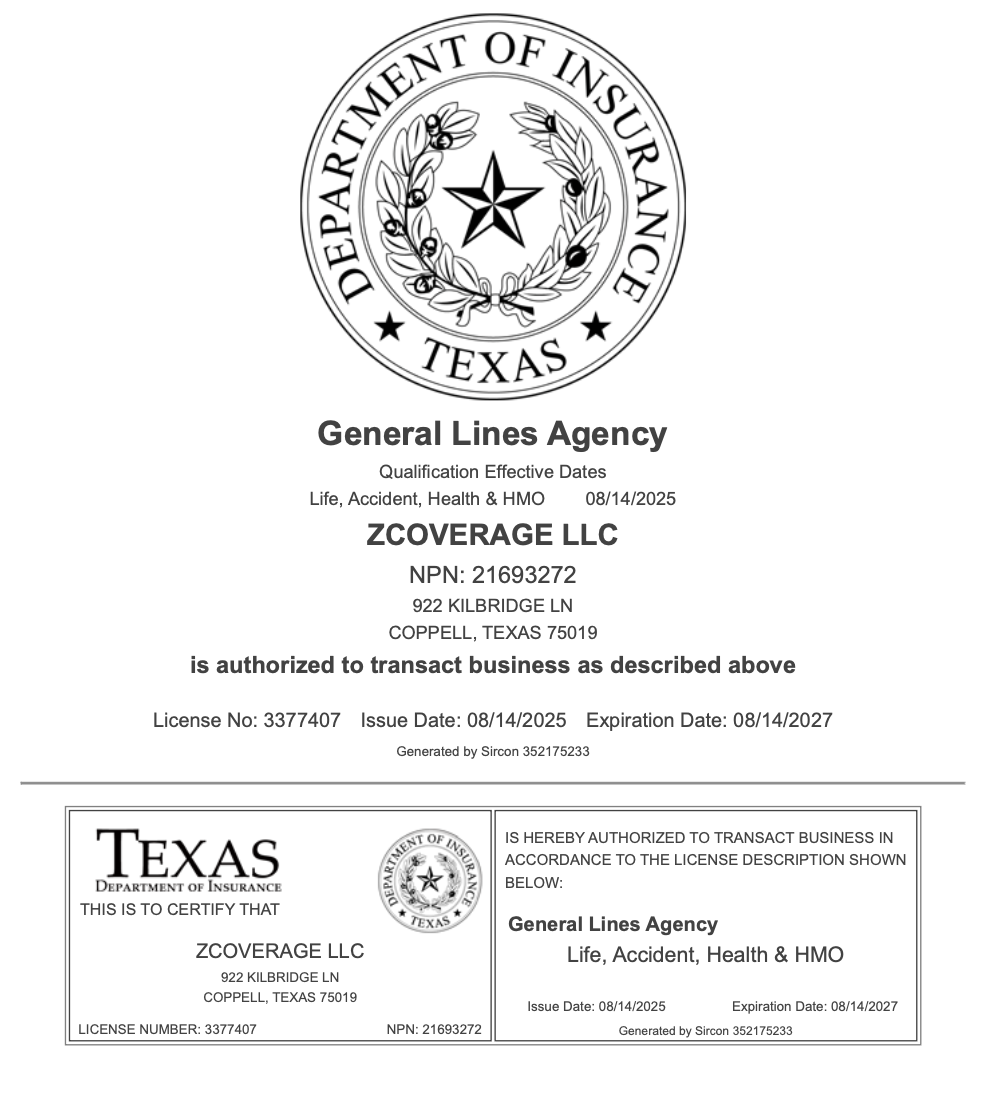 DEPARTMENT OF INSURANCE
TEXAS
General Lines Agency
Qualification Effective Dates
Life, Accident, Health & HMO 08/14/2025
ZCOVERAGE LLC
NPN: 21693272
922 KILBRIDGE LN
COPPELL, TEXAS 75019
is authorized to transact business as described above
License No: 3377407 Issue Date: 08/14/2025 Expiration Date: 08/14/2027
Generated by Sircon 352175233
TEXAS
DEPARTMENT OF INSURANCE
THIS IS TO CERTIFY THAT
DEPARTMENT OF INSURANCE
TEXAS
ZCOVERAGE LLC
922 KILBRIDGE LN
COPPELL, TEXAS 75019
LICENSE NUMBER: 3377407 NPN: 21693272
IS HEREBY AUTHORIZED TO TRANSACT BUSINESS IN
ACCORDANCE TO THE LICENSE DESCRIPTION SHOWN
BELOW:
General Lines Agency
Life, Accident, Health & HMO
Issue Date: 08/14/2025 Expiration Date: 08/14/2027
Generated by Sircon 352175233